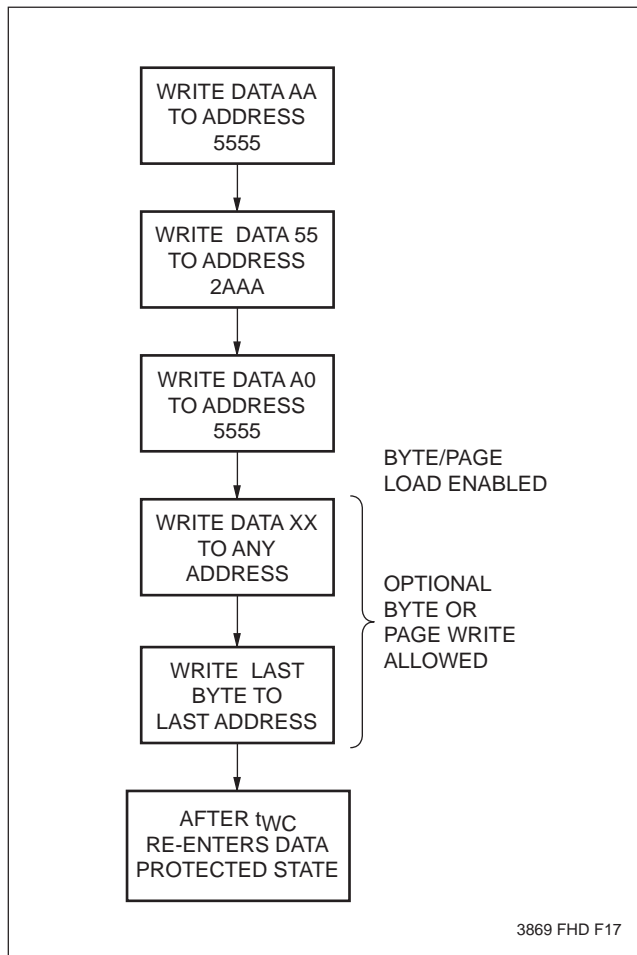 WRITE DATA AA
TO ADDRESS
5555
WRITE DATA 55
TO ADDRESS
2AAA
WRITE DATA A0
TO ADDRESS
5555
BYTE/PAGE
LOAD ENABLED
WRITE DATA XX
TO ANY
ADDRESS
OPTIONAL
BYTE OR
PAGE WRITE
ALLOWED
WRITE LAST
BYTE TO
LAST ADDRESS
AFTER tWC
RE-ENTERS DATA
PROTECTED STATE
3869 FHD F17